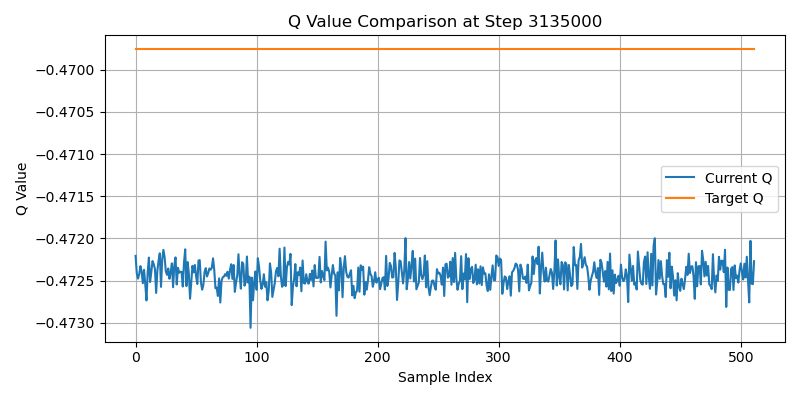 Q Value Comparison at Step 3135000
Q Value
−0.4700
−0.4705
−0.4710
−0.4715
−0.4720
−0.4725
−0.4730
Current Q
Target Q
0
100
200
300
400
500
Sample Index